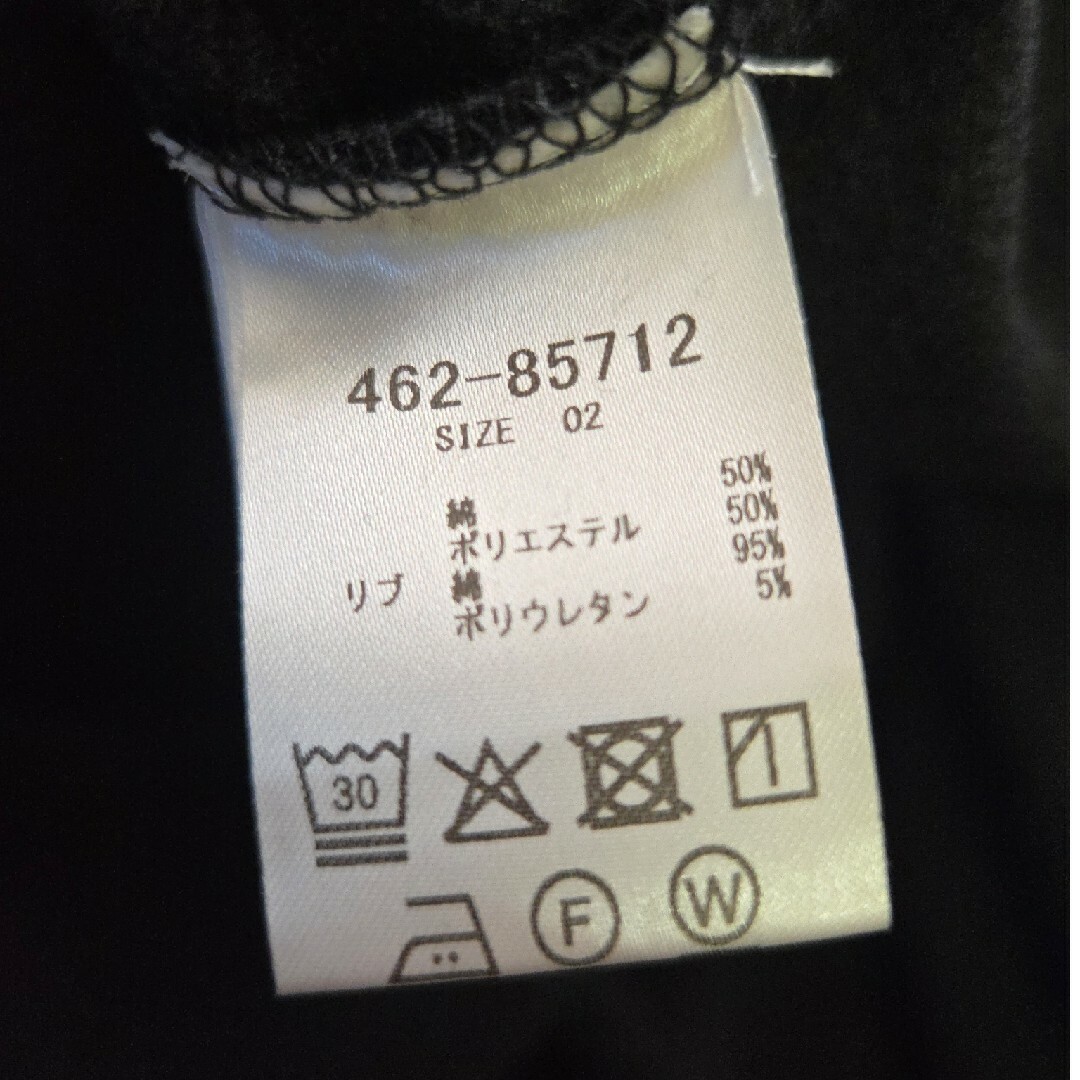 462-85712
SIZE 02
綿 50%
ポリエステル 50%
リブ 綿 95%
ポリウレタン 5%
30
F W